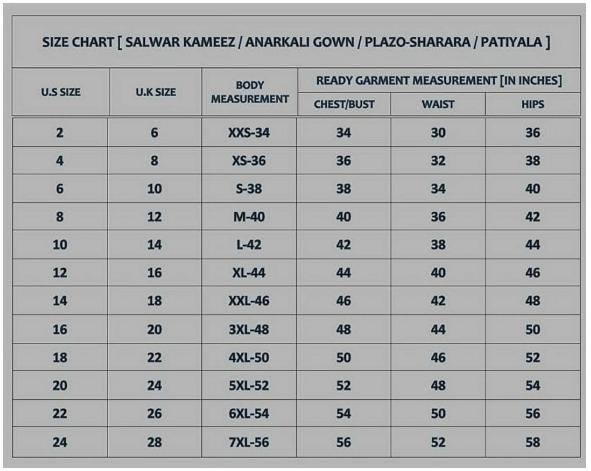 SIZE CHART [ SALWAR KAMEEZ / ANARKALI GOWN / PLAZO-SHARARA / PATIYALA ]
U.S SIZE U.K SIZE BODY MEASUREMENT READY GARMENT MEASUREMENT [IN INCHES]
CHEST/BUST WAIST HIPS
2 6 XXS-34 34 30 36
4 8 XS-36 36 32 38
6 10 S-38 38 34 40
8 12 M-40 40 36 42
10 14 L-42 42 38 44
12 16 XL-44 44 40 46
14 18 XXL-46 46 42 48
16 20 3XL-48 48 44 50
18 22 4XL-50 50 46 52
20 24 5XL-52 52 48 54
22 26 6XL-54 54 50 56
24 28 7XL-56 56 52 58